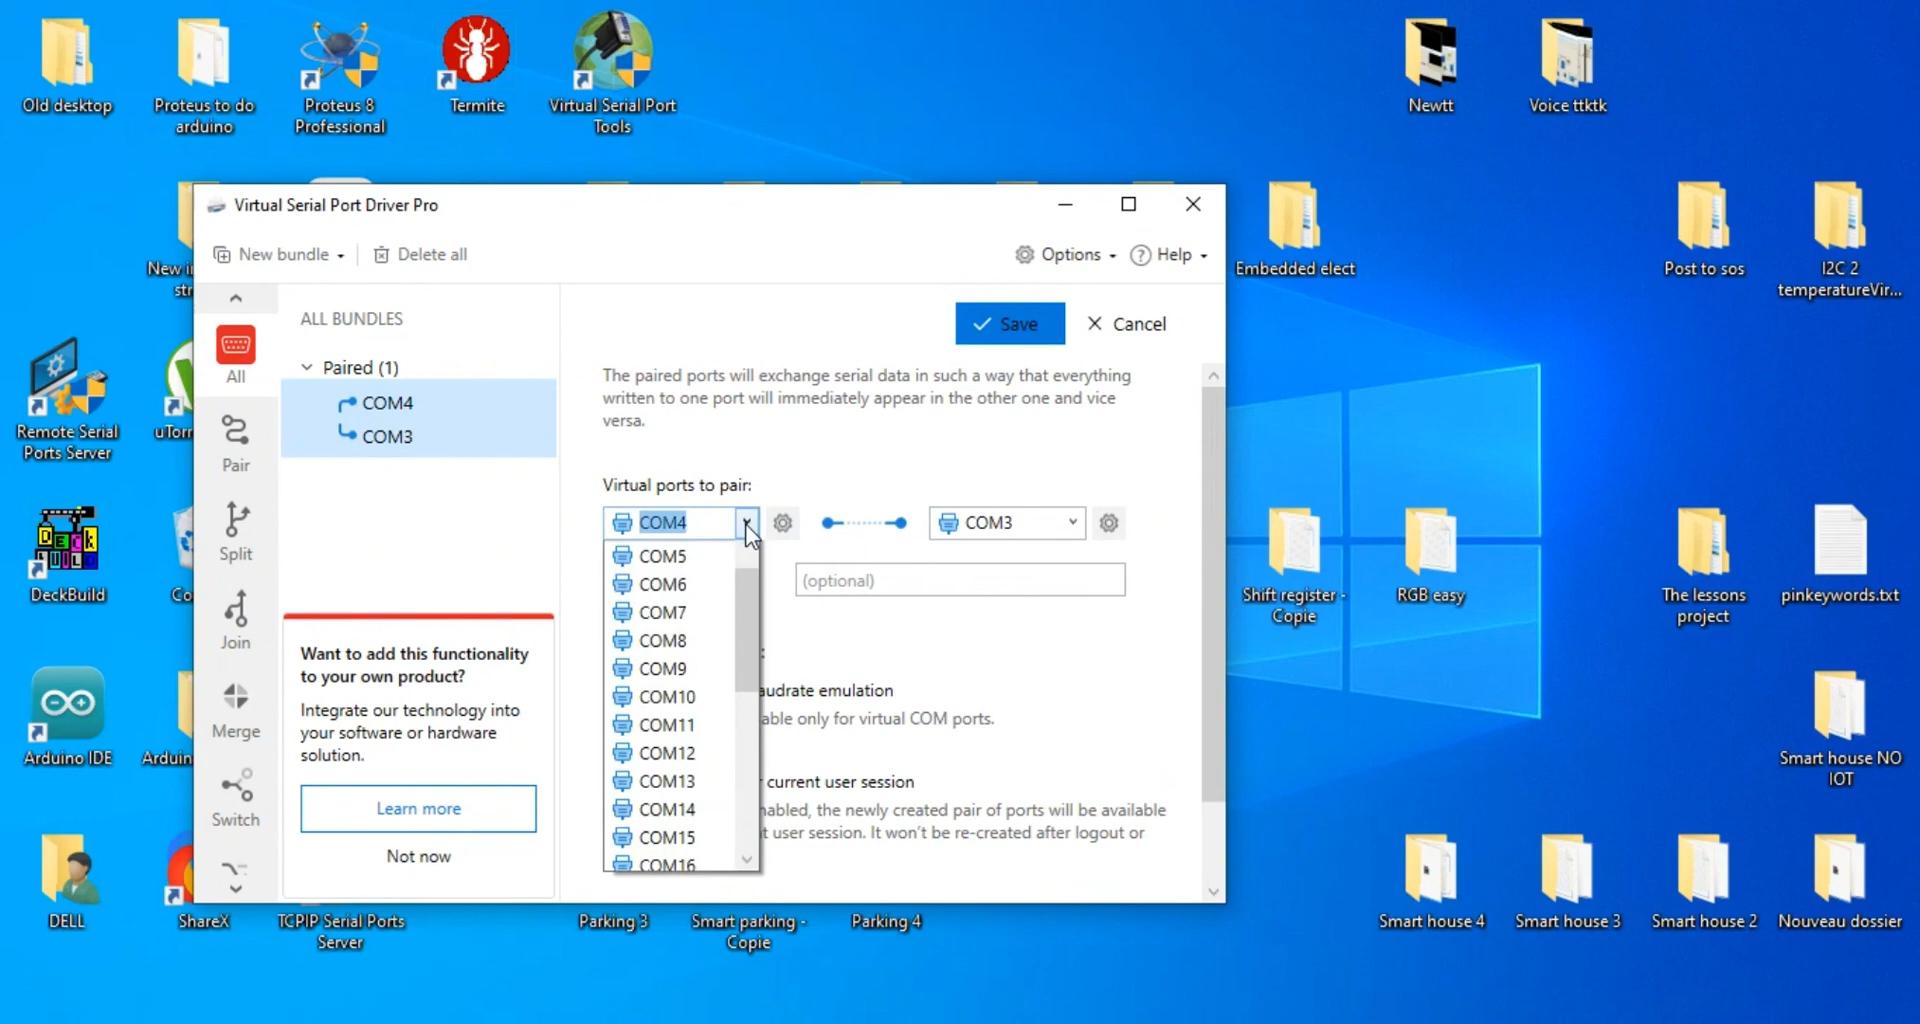 Old desktop
Proteus to do
arduino
Proteus 8
Professional
Termite
Virtual Serial Port
Tools
Newtt
Voice ttktk
Virtual Serial Port Driver Pro
New bundle
Delete all
Options
Help
ALL BUNDLES
Paired (1)
COM4
COM3
All
Pair
Split
Join
Merge
Switch
Want to add this functionality
to your own product?
Integrate our technology into
your software or hardware
solution.
Learn more
Not now
Save
Cancel
The paired ports will exchange serial data in such a way that everything
written to one port will immediately appear in the other one and vice
versa.
Virtual ports to pair:
COM4
COM3
COM5
COM6
COM7
COM8
COM9
COM10
COM11
COM12
COM13
COM14
COM15
COM16
(optional)
audrate emulation
able only for virtual COM ports.
current user session
nabled, the newly created pair of ports will be available
t user session. It won't be re-created after logout or
New i
str
Remote Serial
Ports Server
uTorr
DeckBuild
DECK
BUILD
Co
Arduino IDE
Arduin
DELL
ShareX
TCPIP Serial Ports
Server
Parking 3
Smart parking -
Copie
Parking 4
Embedded elect
Post to sos
I2C 2
temperatureVir...
Shift register -
Copie
RGB easy
The lessons
project
pinkeywords.txt
Smart house NO
IOT
Smart house 4
Smart house 3
Smart house 2
Nouveau dossier